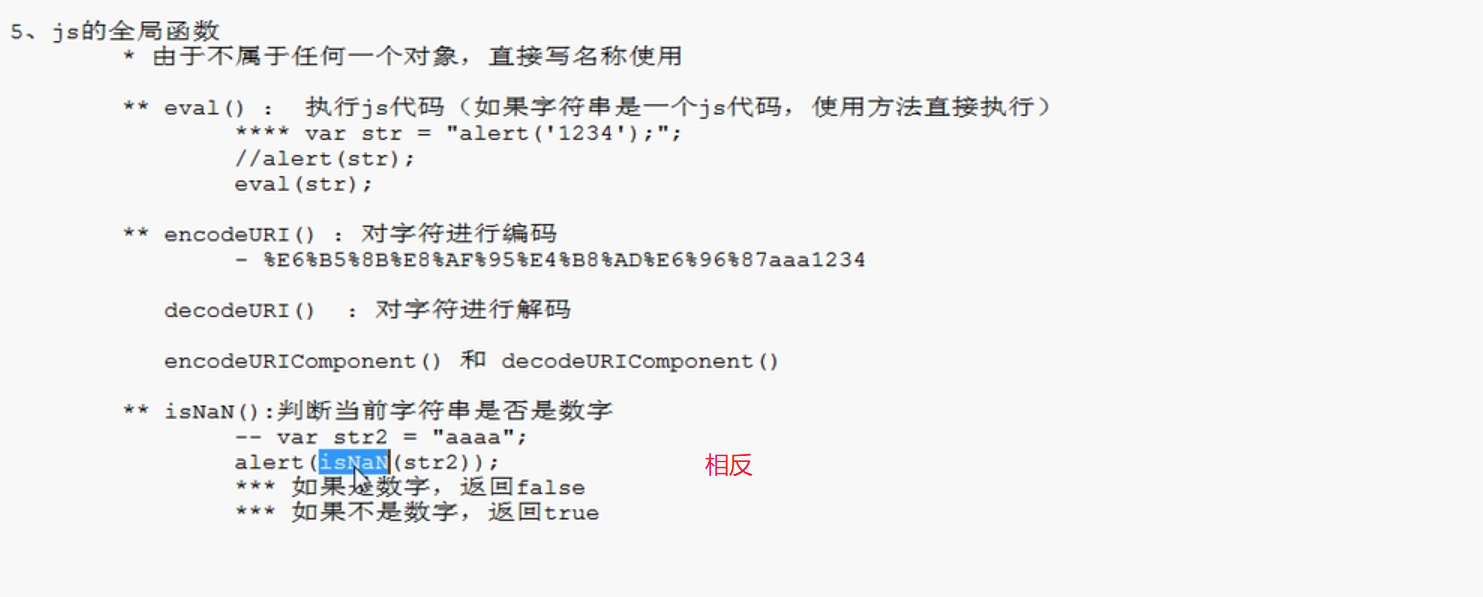 5、js的全局函数
* 由于不属于任何一个对象，直接写名称使用
** eval() ： 执行js代码（如果字符串是一个js代码，使用方法直接执行）
**** var str = "alert('1234');";
//alert(str);
eval(str);
** encodeURI() ：对字符进行编码
- %E6%B5%8B%E8%AF%95%E4%B8%AD%E6%96%87aaa1234
decodeURI() ：对字符进行解码
encodeURIComponent() 和 decodeURIComponent()
** isNaN():判断当前字符串是否是数字
-- var str2 = "aaaa";
alert(isNaN(str2)); 相反
*** 如果是数字，返回false
*** 如果不是数字，返回true